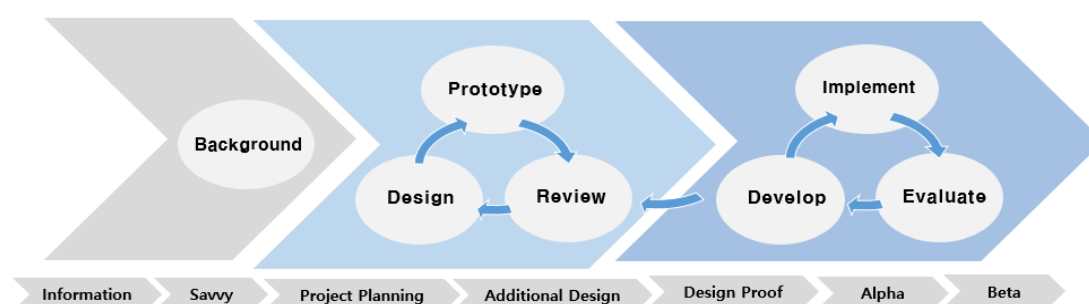 Prototype
Implement
Background
Design
Review
Develop
Evaluate
Information
Savvy
Project Planning
Additional Design
Design Proof
Alpha
Beta